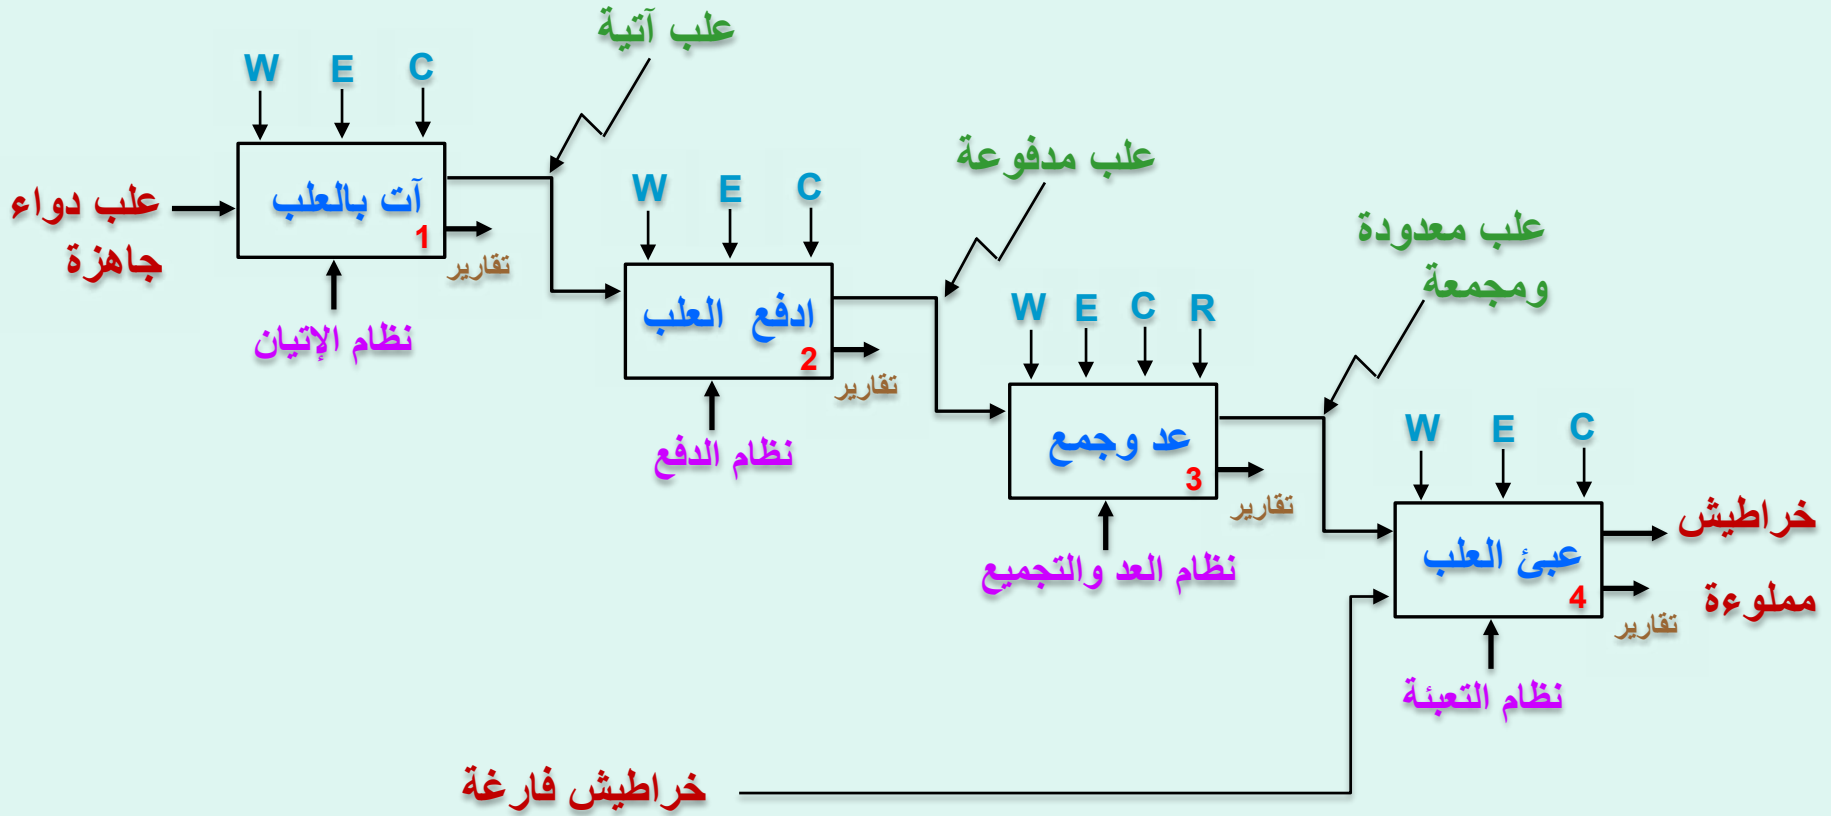 علب آتية
W E C
آت بالعلب
1
علب دواء
جاهزة
تقارير
نظام الإتيان
علب مدفوعة
W E C
ادفع العلب
2
تقارير
نظام الدفع
علب معدودة
ومجمعة
W E C R
عد وجمع
3
تقارير
نظام العد والتجميع
W E C
عبئ العلب
4
خراطيش
مملوءة
تقارير
نظام التعبئة
خراطيش فارغة